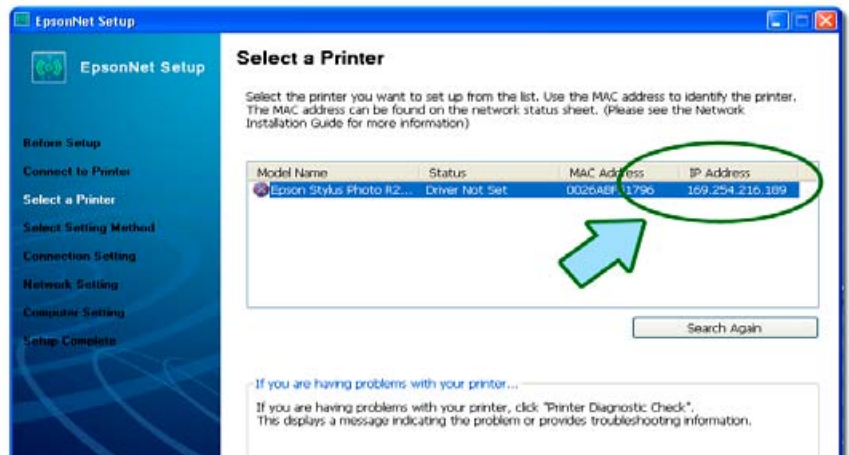 EpsonNet Setup
EpsonNet Setup
Before Setup
Connect to Printer
Select a Printer
Select Setting Method
Connection Setting
Network Setting
Computer Setting
Setup Complete
Select a Printer
Select the printer you want to set up from the list. Use the MAC address to identify the printer.
The MAC address can be found on the network status sheet. (Please see the Network
Installation Guide for more information)
Model Name Status MAC Address IP Address
Epson Stylus Photo R2... Driver Not Set 169.254.216.189
Search Again
If you are having problems with your printer...
If you are having problems with your printer, click "Printer Diagnostic Check".
This displays a message indicating the problem or provides troubleshooting information.